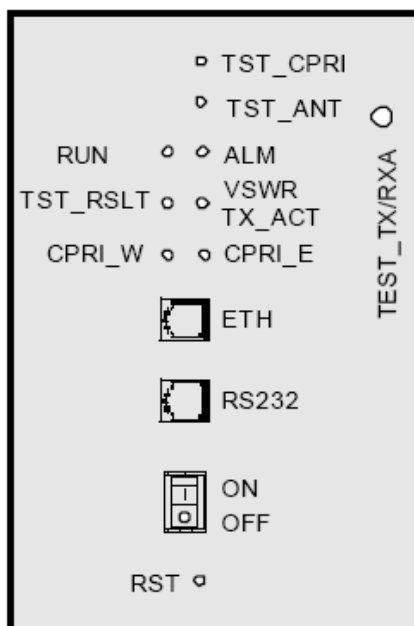 TST_CPRI
TST_ANT
RUN ALM
TST_RSLT VSWR
TX_ACT
CPRI_W CPRI_E
TEST_TX/RXA
ETH
RS232
ON
OFF
RST